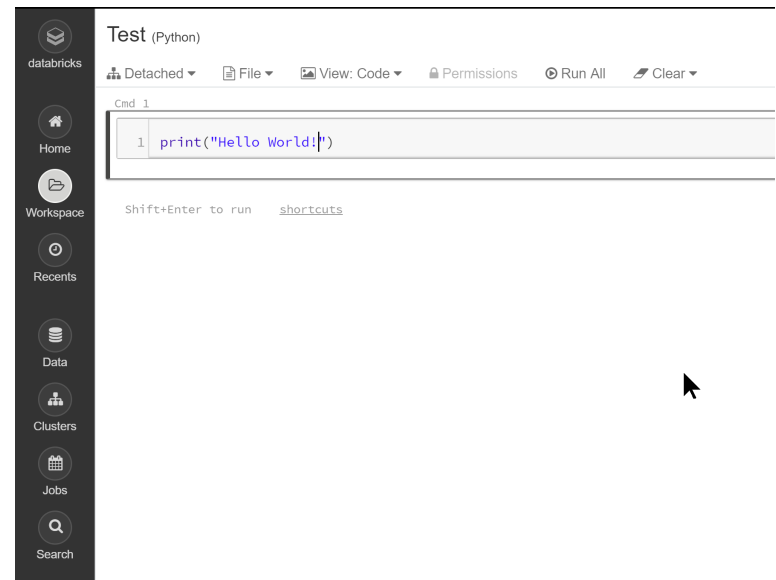 databricks
Home
Workspace
Recents
Data
Clusters
Jobs
Search
Test (Python)
Detached File View: Code Permissions Run All Clear
Cmd 1
1 print("Hello World!")
Shift+Enter to run shortcuts